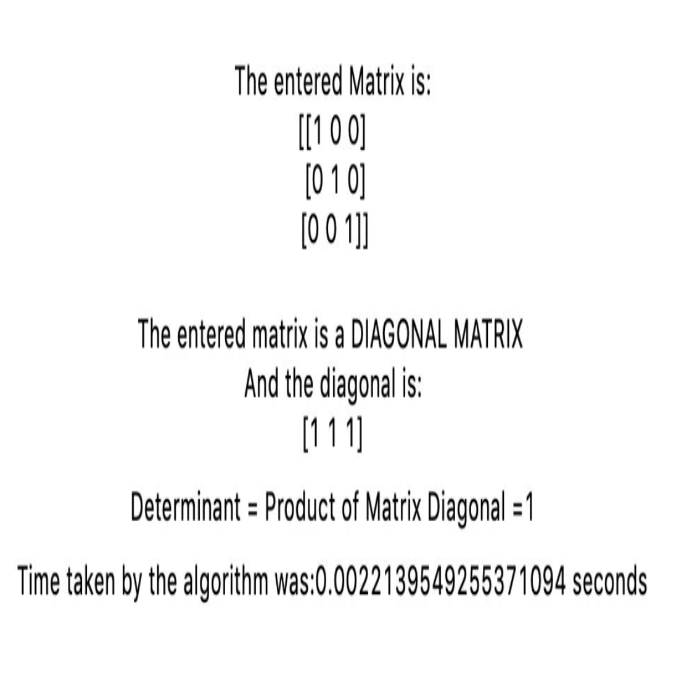 The entered Matrix is:
[[1 0 0]
[0 1 0]
[0 0 1]]
The entered matrix is a DIAGONAL MATRIX
And the diagonal is:
[1 1 1]
Determinant = Product of Matrix Diagonal =1
Time taken by the algorithm was:0.0022139549255371094 seconds